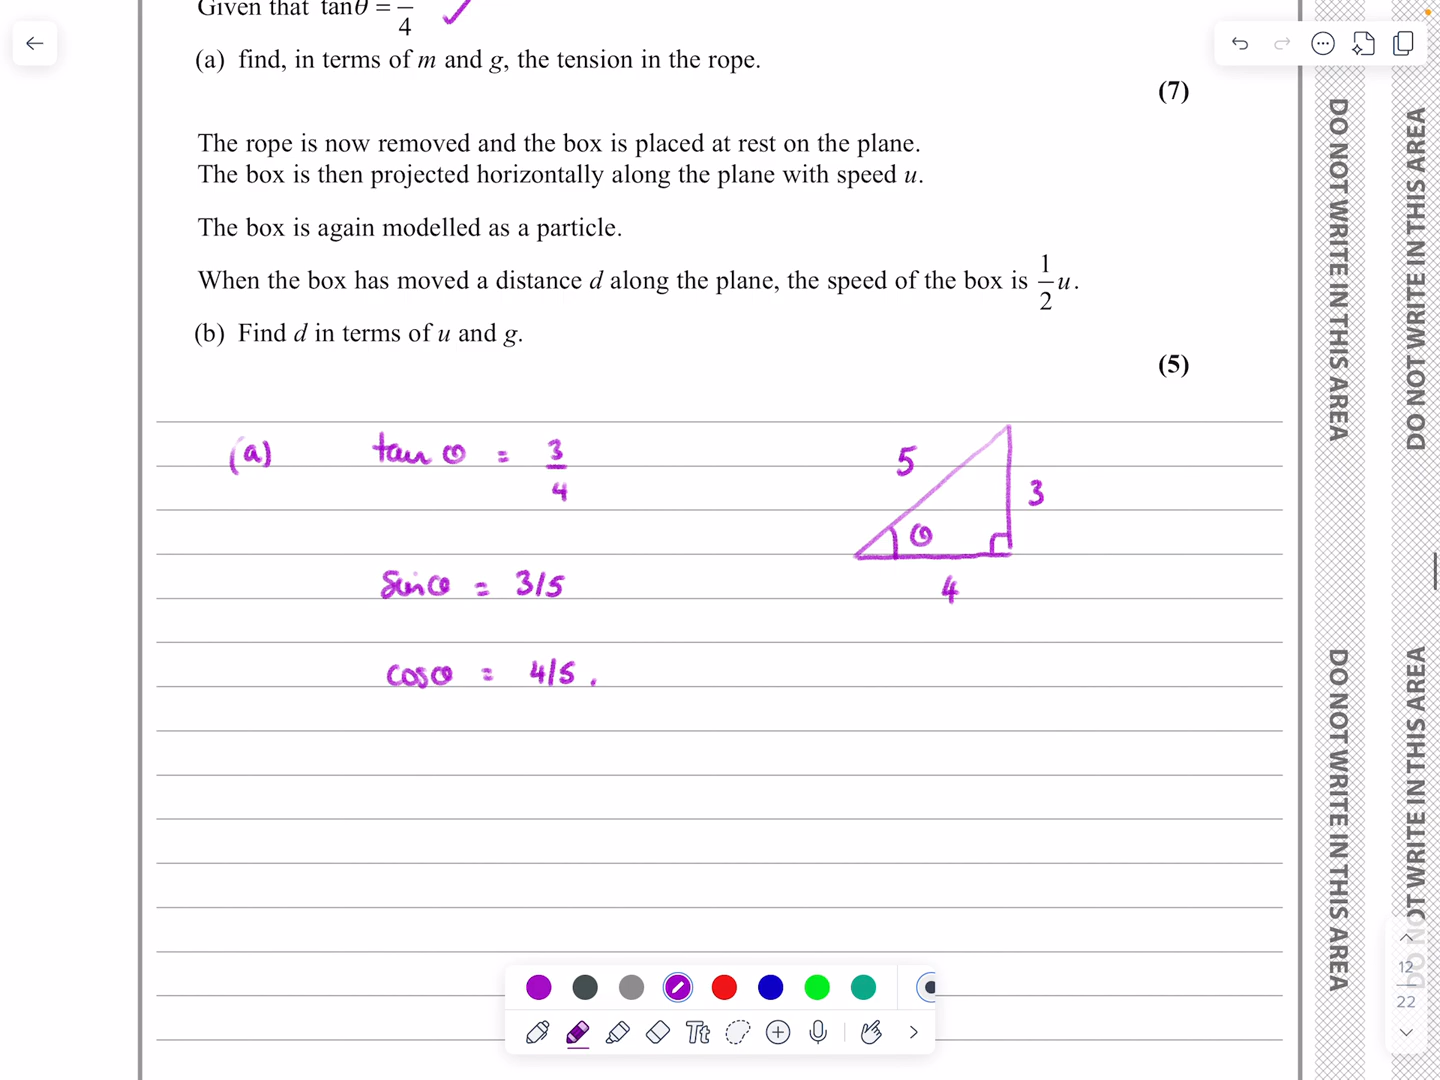 Given that tanθ = —/4 ✓
(a) find, in terms of m and g, the tension in the rope.
(7)
The rope is now removed and the box is placed at rest on the plane.
The box is then projected horizontally along the plane with speed u.
The box is again modelled as a particle.
When the box has moved a distance d along the plane, the speed of the box is 1/2 u.
(b) Find d in terms of u and g.
(5)
(a) tan θ = 3/4
5
3
θ
4
sinθ = 3/5
cosθ = 4/5 .
DO NOT WRITE IN THIS AREA
DO NOT WRITE IN THIS AREA
DO NOT WRITE IN THIS AREA
DO NOT WRITE IN THIS AREA
12
22
Tt